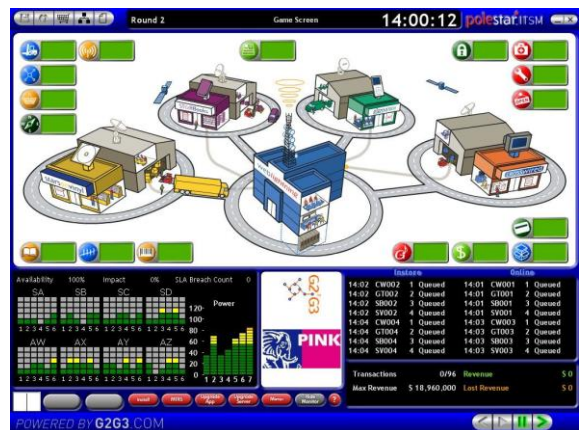 Round 2
Game Screen
14:00:12
polestar ITSM
OPEN
Availability 100% Impact 0% SLA Breach Count 0
SA SB SC SD
Power
120
100
80
60
40
20
0
1 2 3 4 5 6 1 2 3 4 5 6 1 2 3 4 5 6 1 2 3 4 5 6
AW AX AY AZ
1 2 3 4 5 6 1 2 3 4 5 6 1 2 3 4 5 6 1 2 3 4 5 6
1 2 3 4 5 6 7
G2G3
PINK
Instore
14:02 CW002 1 Queued
14:02 GT002 2 Queued
14:02 SB002 3 Queued
14:02 SV002 4 Queued
14:04 CW004 1 Queued
14:04 GT004 2 Queued
14:04 SB004 3 Queued
14:04 SV004 4 Queued
Online
14:01 CW001 1 Queued
14:01 GT001 2 Queued
14:01 SB001 3 Queued
14:01 SV001 4 Queued
14:03 CW003 1 Queued
14:03 GT003 2 Queued
14:03 SB003 3 Queued
14:03 SV003 4 Queued
Transactions 0/96 Revenue $ 0
Max Revenue $ 18,960,000 Lost Revenue $ 0
Install
Upgrade App
Upgrade Server
?
POWERED BY G2G3.COM